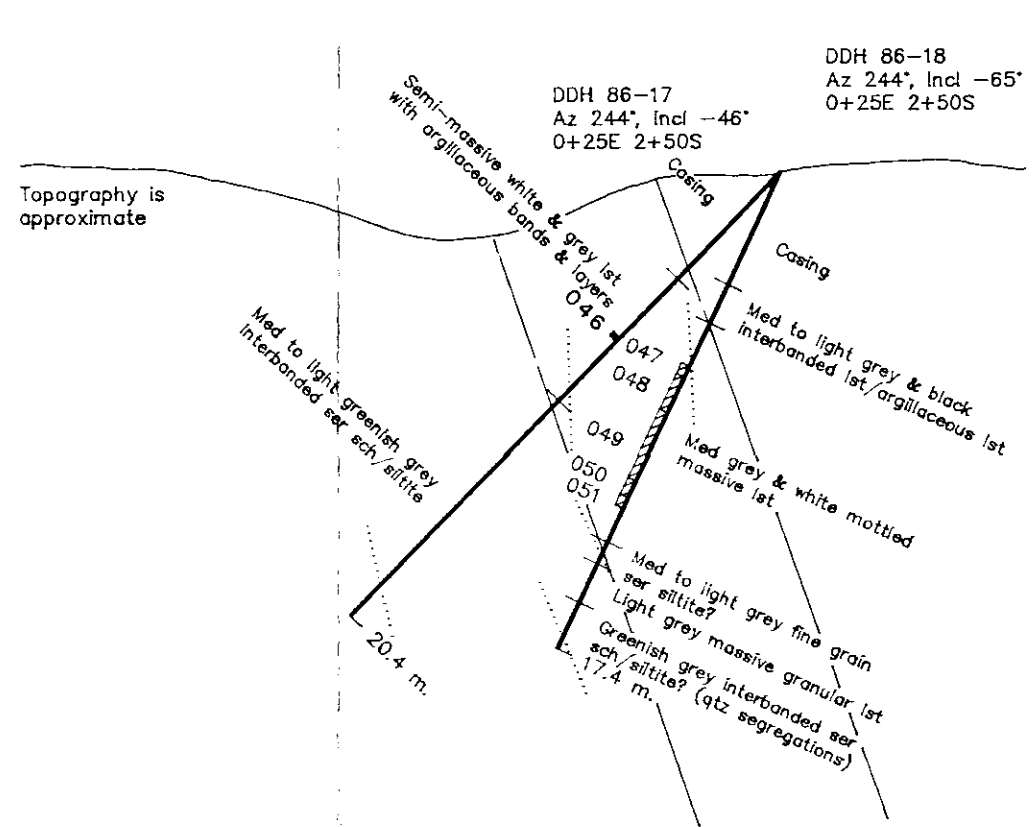 DDH 86-18
Az 244°, Incl -65°
0+25E 2+50S
DDH 86-17
Az 244°, Incl -46°
0+25E 2+50S
Topography is
approximate
Semi-massive white & grey lst
with argillaceous bands & layers
Casing
Casing
046
047
048
049
050
051
Med to light greenish grey
interbanded ser sch/siltite
Med to light grey & black
interbanded lst/argillaceous lst
Med grey & white mottled
massive lst
Med to light grey fine grain
ser siltite?
Light grey massive granular lst
Greenish grey interbanded ser
sch/siltite? (qtz segregations)
20.4 m.
17.4 m.